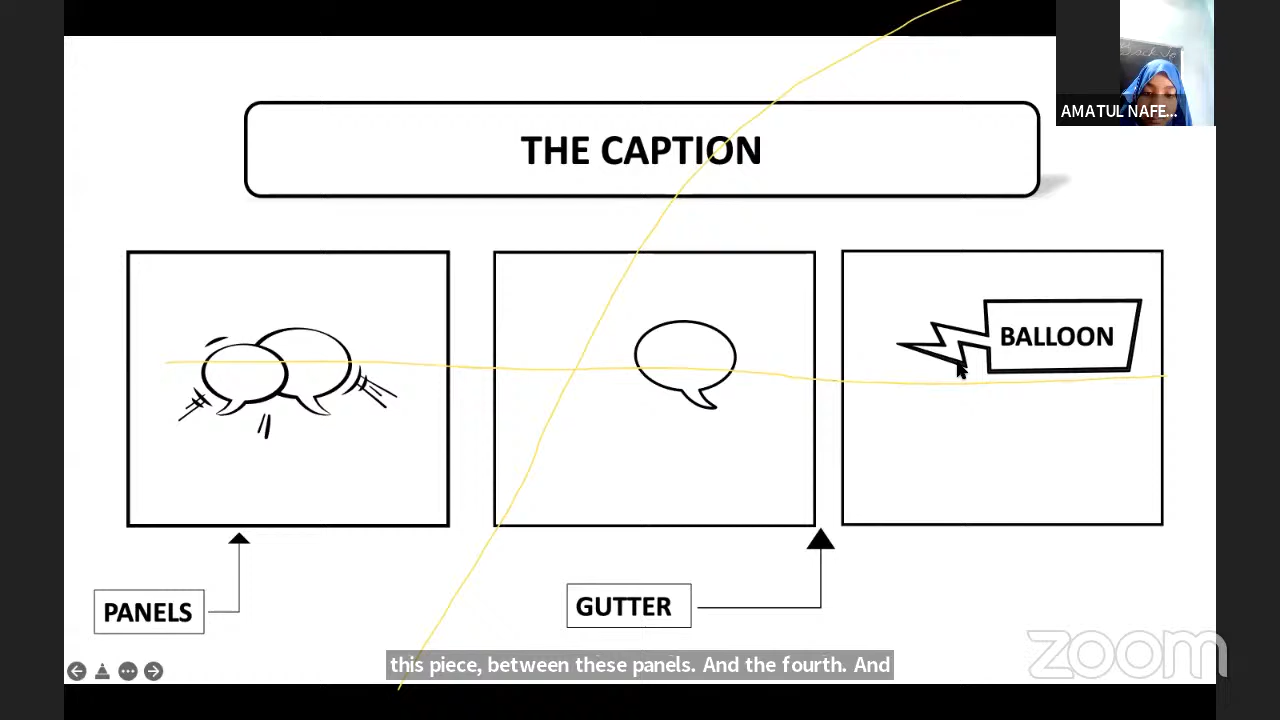 AMATUL NAFE...
THE CAPTION
BALLOON
PANELS
GUTTER
this piece, between these panels. And the fourth. And
zoom